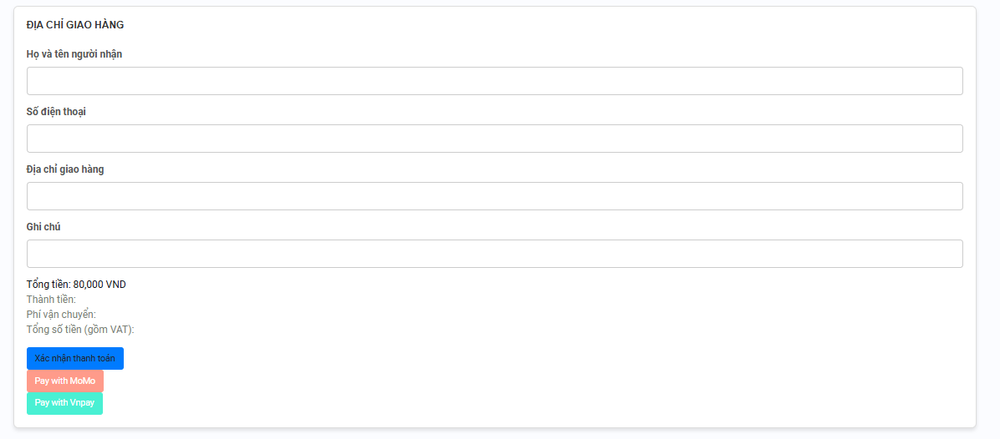 ĐỊA CHỈ GIAO HÀNG
Họ và tên người nhận
Số điện thoại
Địa chỉ giao hàng
Ghi chú
Tổng tiền: 80,000 VND
Thành tiền:
Phí vận chuyển:
Tổng số tiền (gồm VAT):
Xác nhận thanh toán
Pay with MoMo
Pay with Vnpay